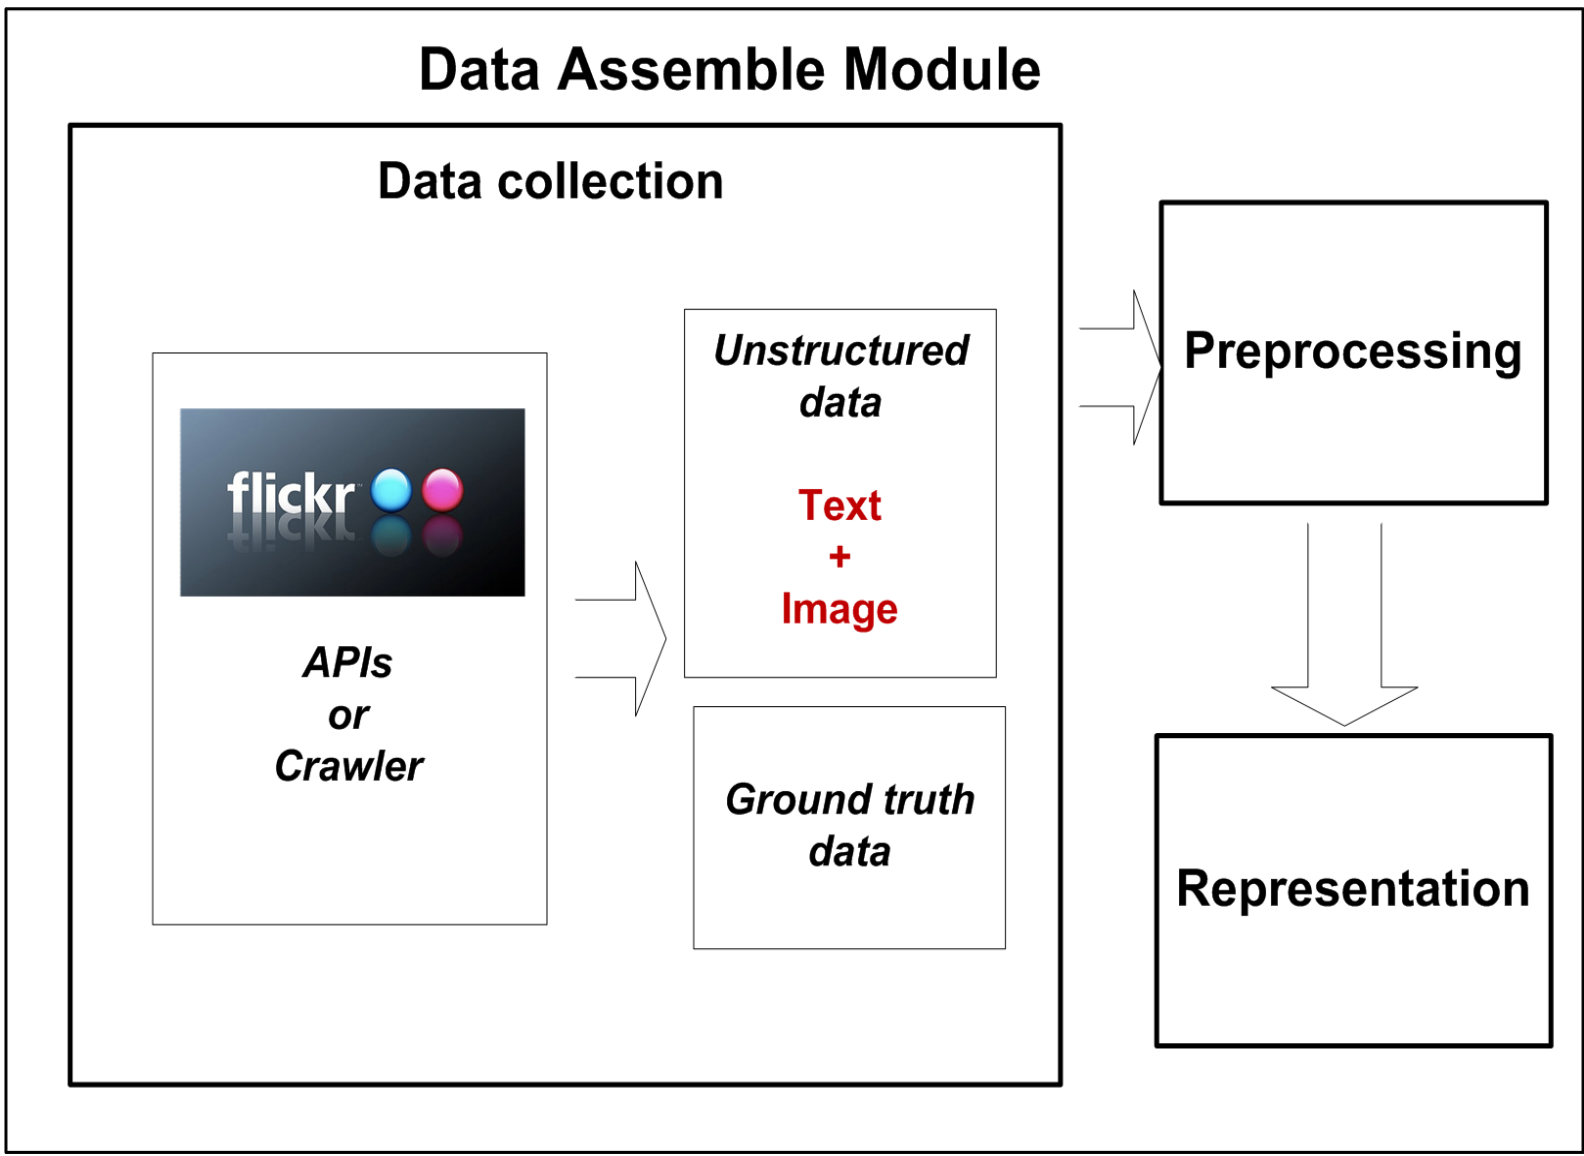 Data Assemble Module
Data collection
flickr
APIs
or
Crawler
Unstructured
data
Text
+
Image
Ground truth
data
Preprocessing
Representation